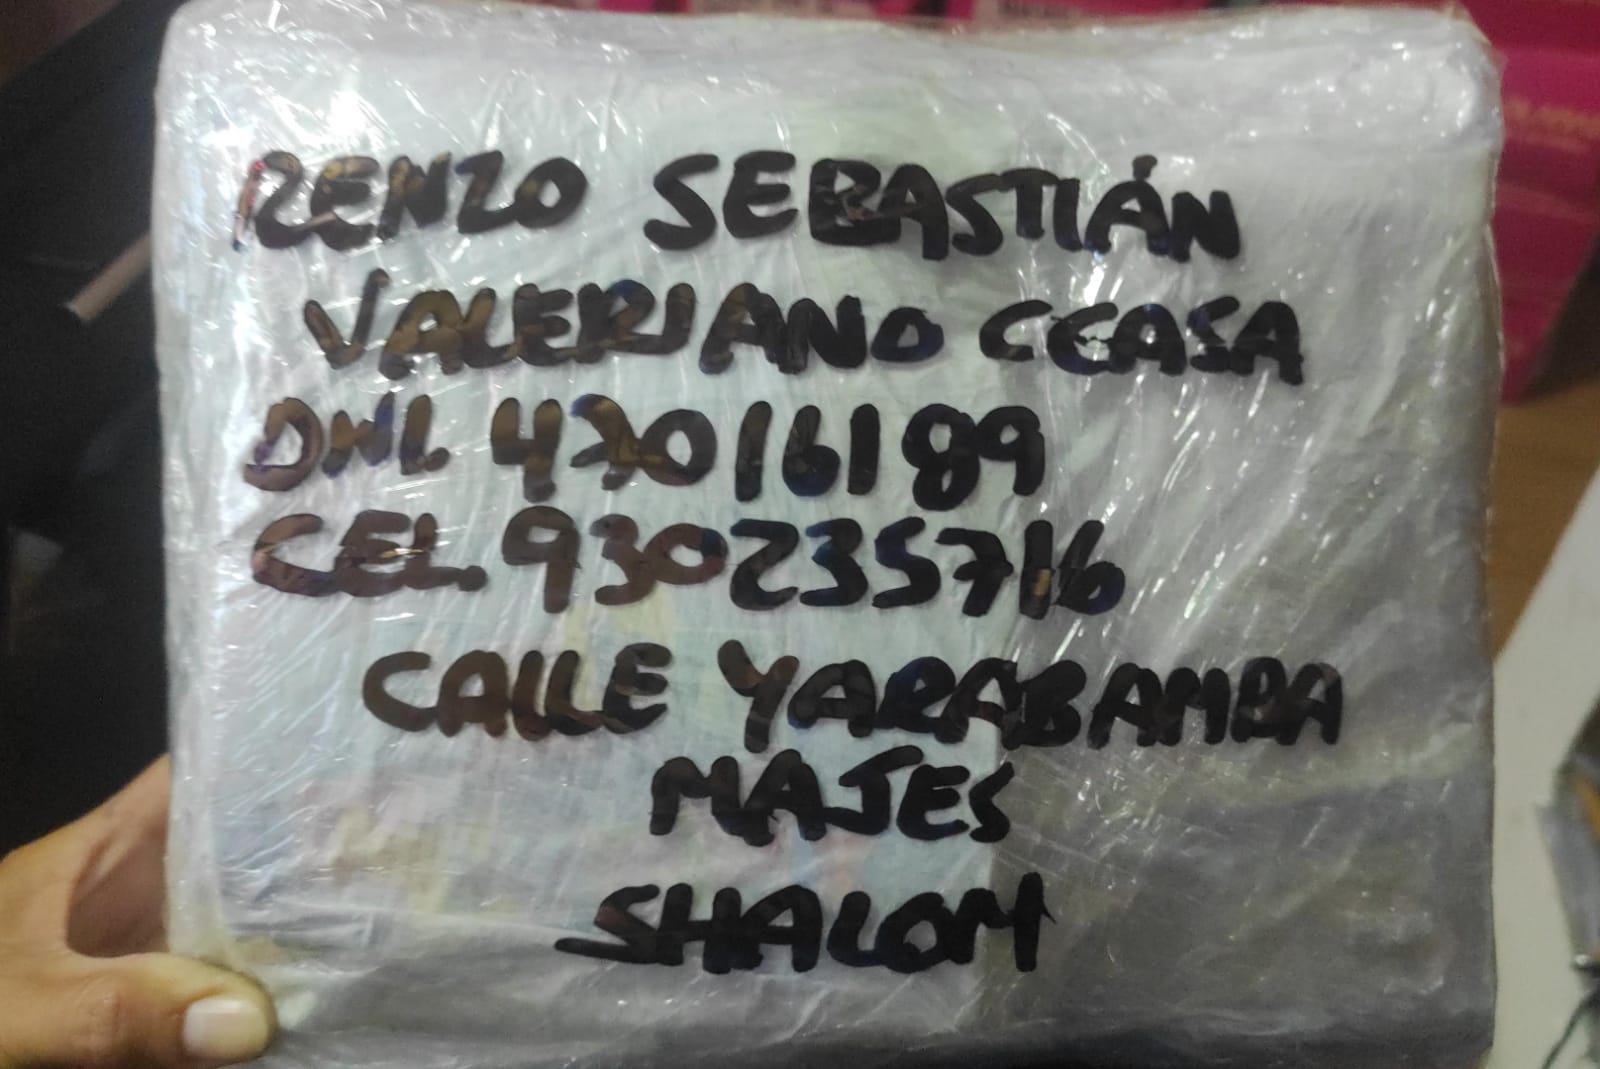 RENZO SEBASTIÁN
VALERIANO CCASA
DNI. 47016189
CEL. 930235716
CALLE YARABAMBA
MAJES
SHALOM